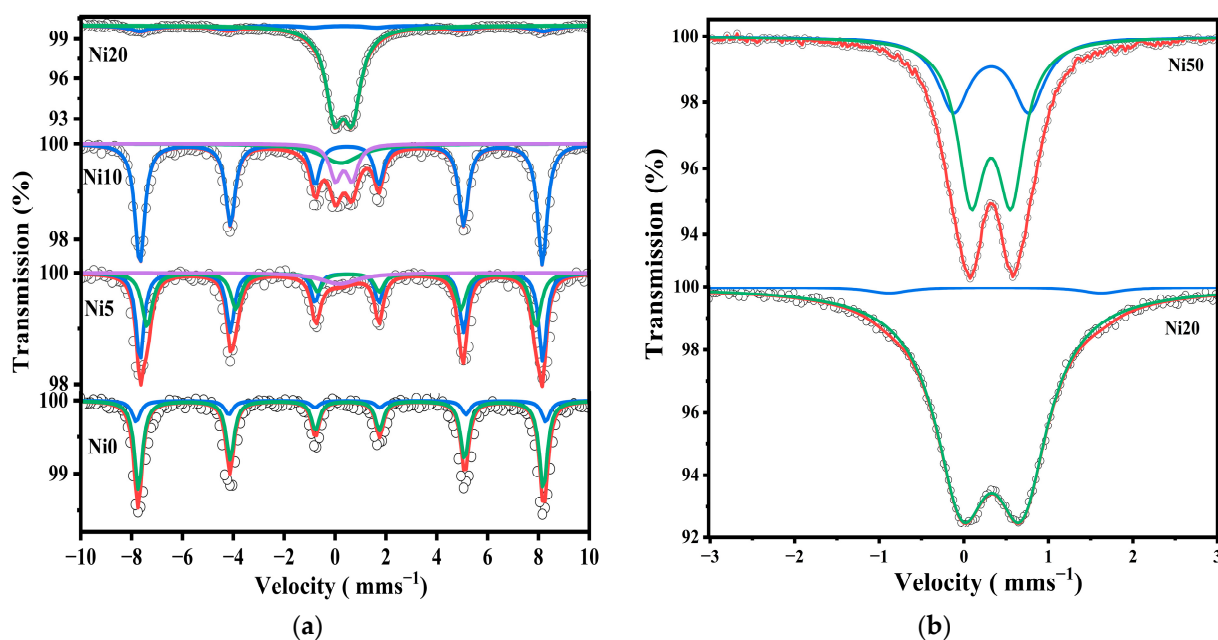 99
Ni20
96
93
100
Ni10
98
100
Ni5
98
100
Ni0
99
−10 −8 −6 −4 −2 0 2 4 6 8 10
Velocity ( mms⁻¹)
Transmission (%)
(a)
100
Ni50
98
96
94
100
Ni20
98
96
94
92
−3 −2 −1 0 1 2 3
Velocity ( mms⁻¹)
Transmission (%)
(b)